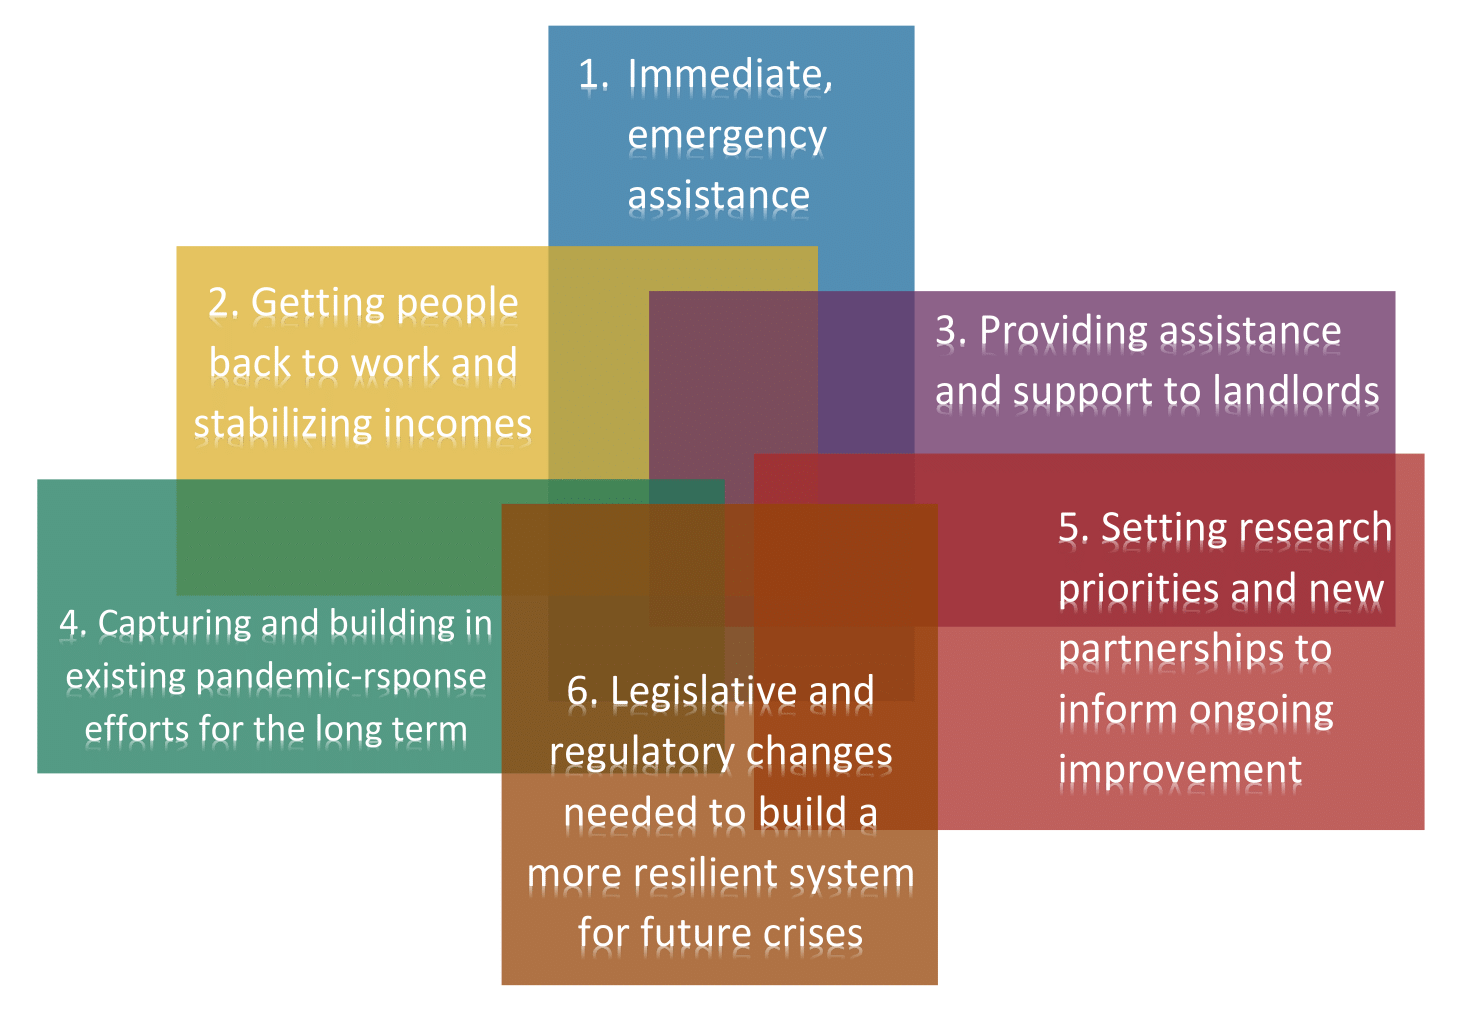 1. Immediate,
emergency
assistance
2. Getting people
back to work and
stabilizing incomes
3. Providing assistance
and support to landlords
4. Capturing and building in
existing pandemic-rsponse
efforts for the long term
5. Setting research
priorities and new
partnerships to
inform ongoing
improvement
6. Legislative and
regulatory changes
needed to build a
more resilient system
for future crises